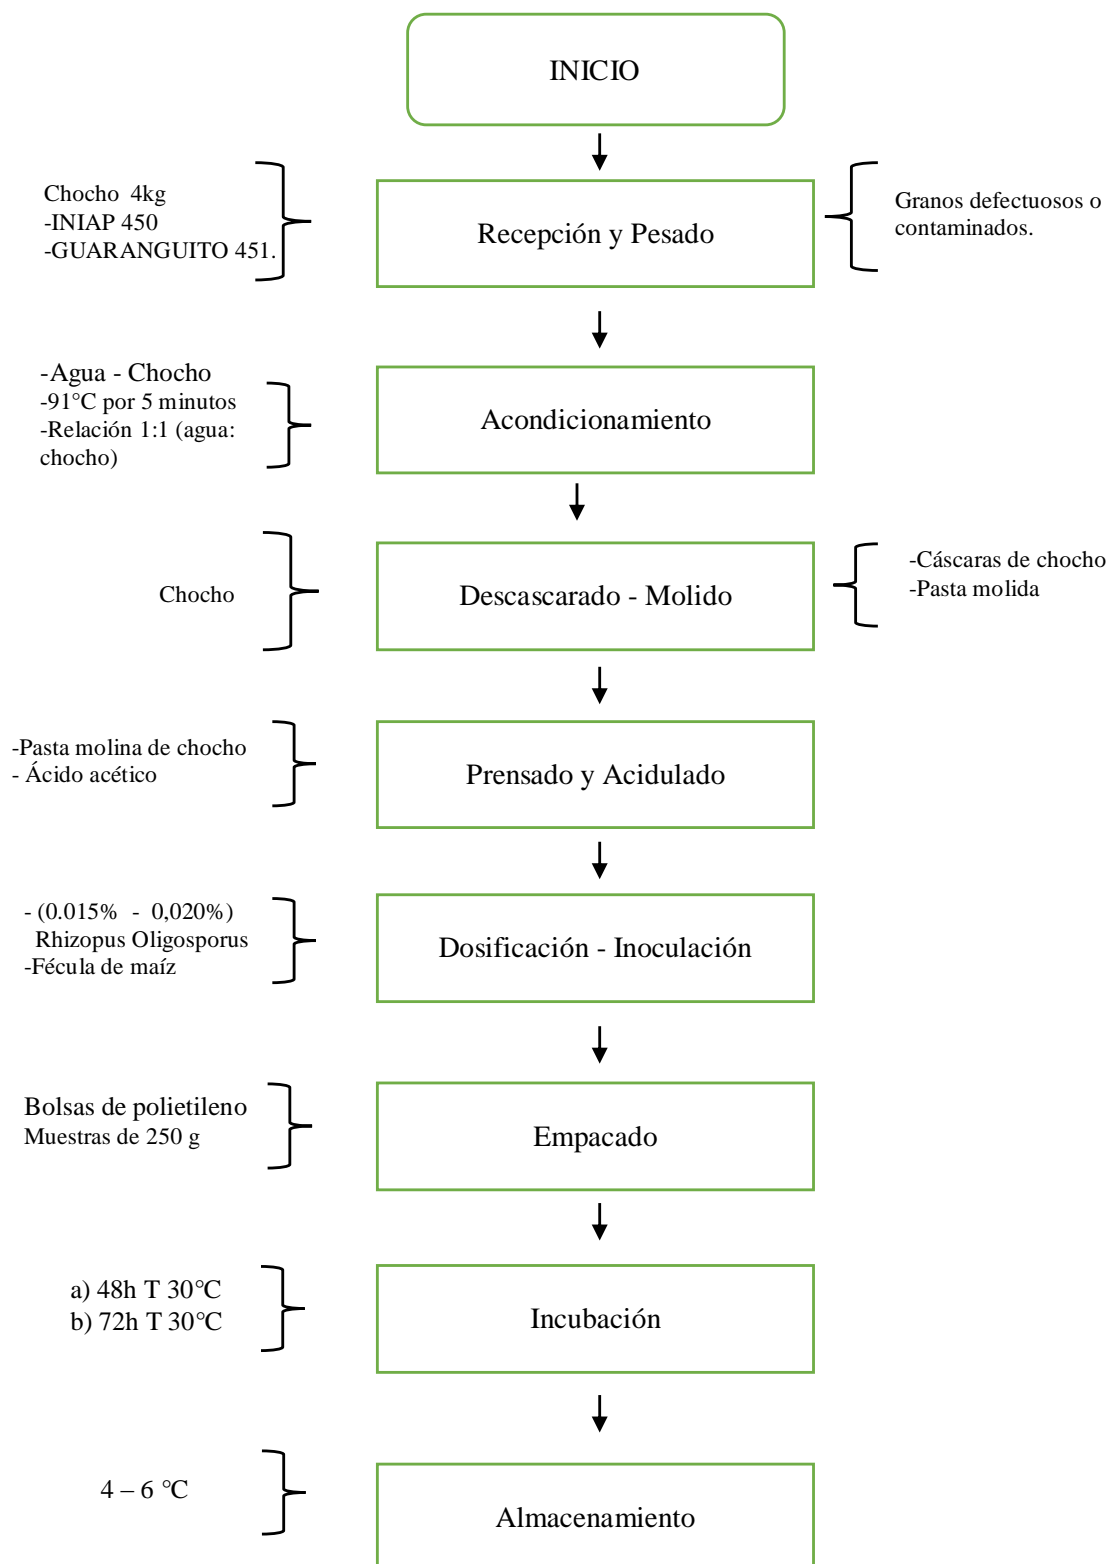 INICIO
Chocho  4kg
-INIAP 450
-GUARANGUITO 451.
Recepción y Pesado
Granos defectuosos o
contaminados.
-Agua - Chocho
-91°C por 5 minutos
-Relación 1:1 (agua:
chocho)
Acondicionamiento
Chocho
Descascarado - Molido
-Cáscaras de chocho
-Pasta molida
-Pasta molina de chocho
- Ácido acético
Prensado y Acidulado
- (0.015%  -  0,020%)
Rhizopus Oligosporus
-Fécula de maíz
Dosificación - Inoculación
Bolsas de polietileno
Muestras de 250 g
Empacado
a) 48h T 30°C
b) 72h T 30°C
Incubación
4 – 6 °C
Almacenamiento